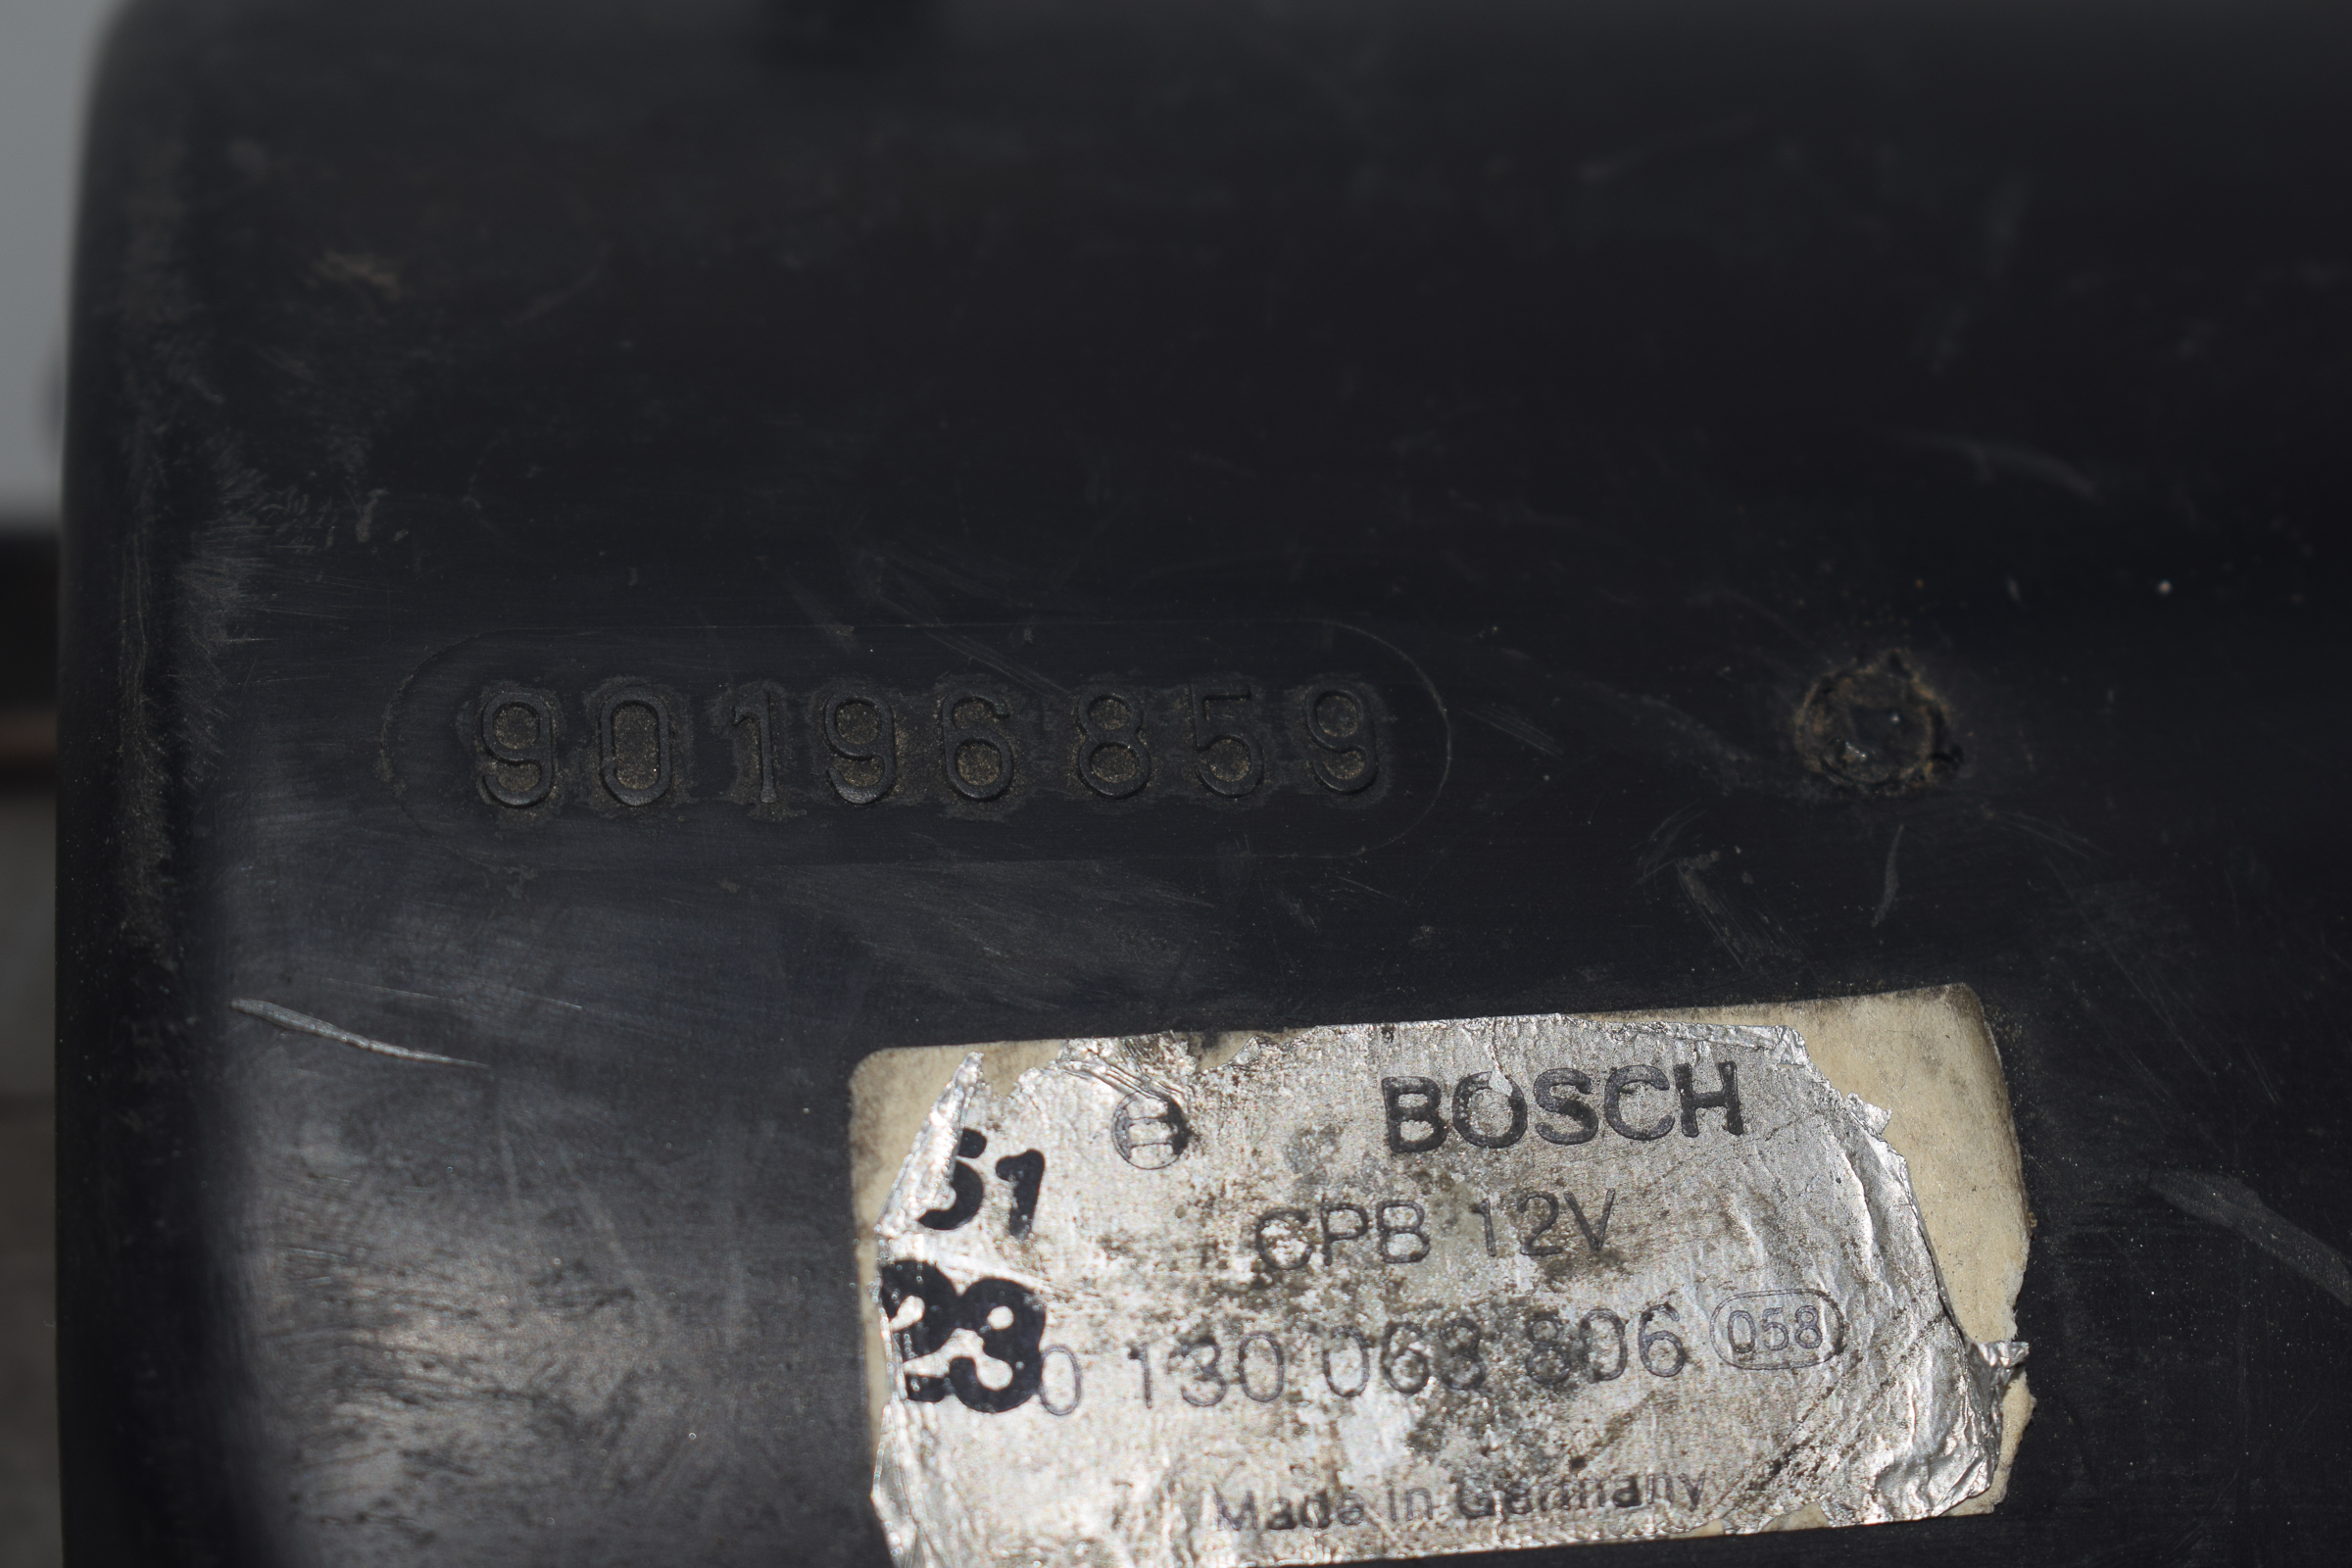 90196859
BOSCH
51
CPB 12V
23
0 130 063 806 058
Made in Germany